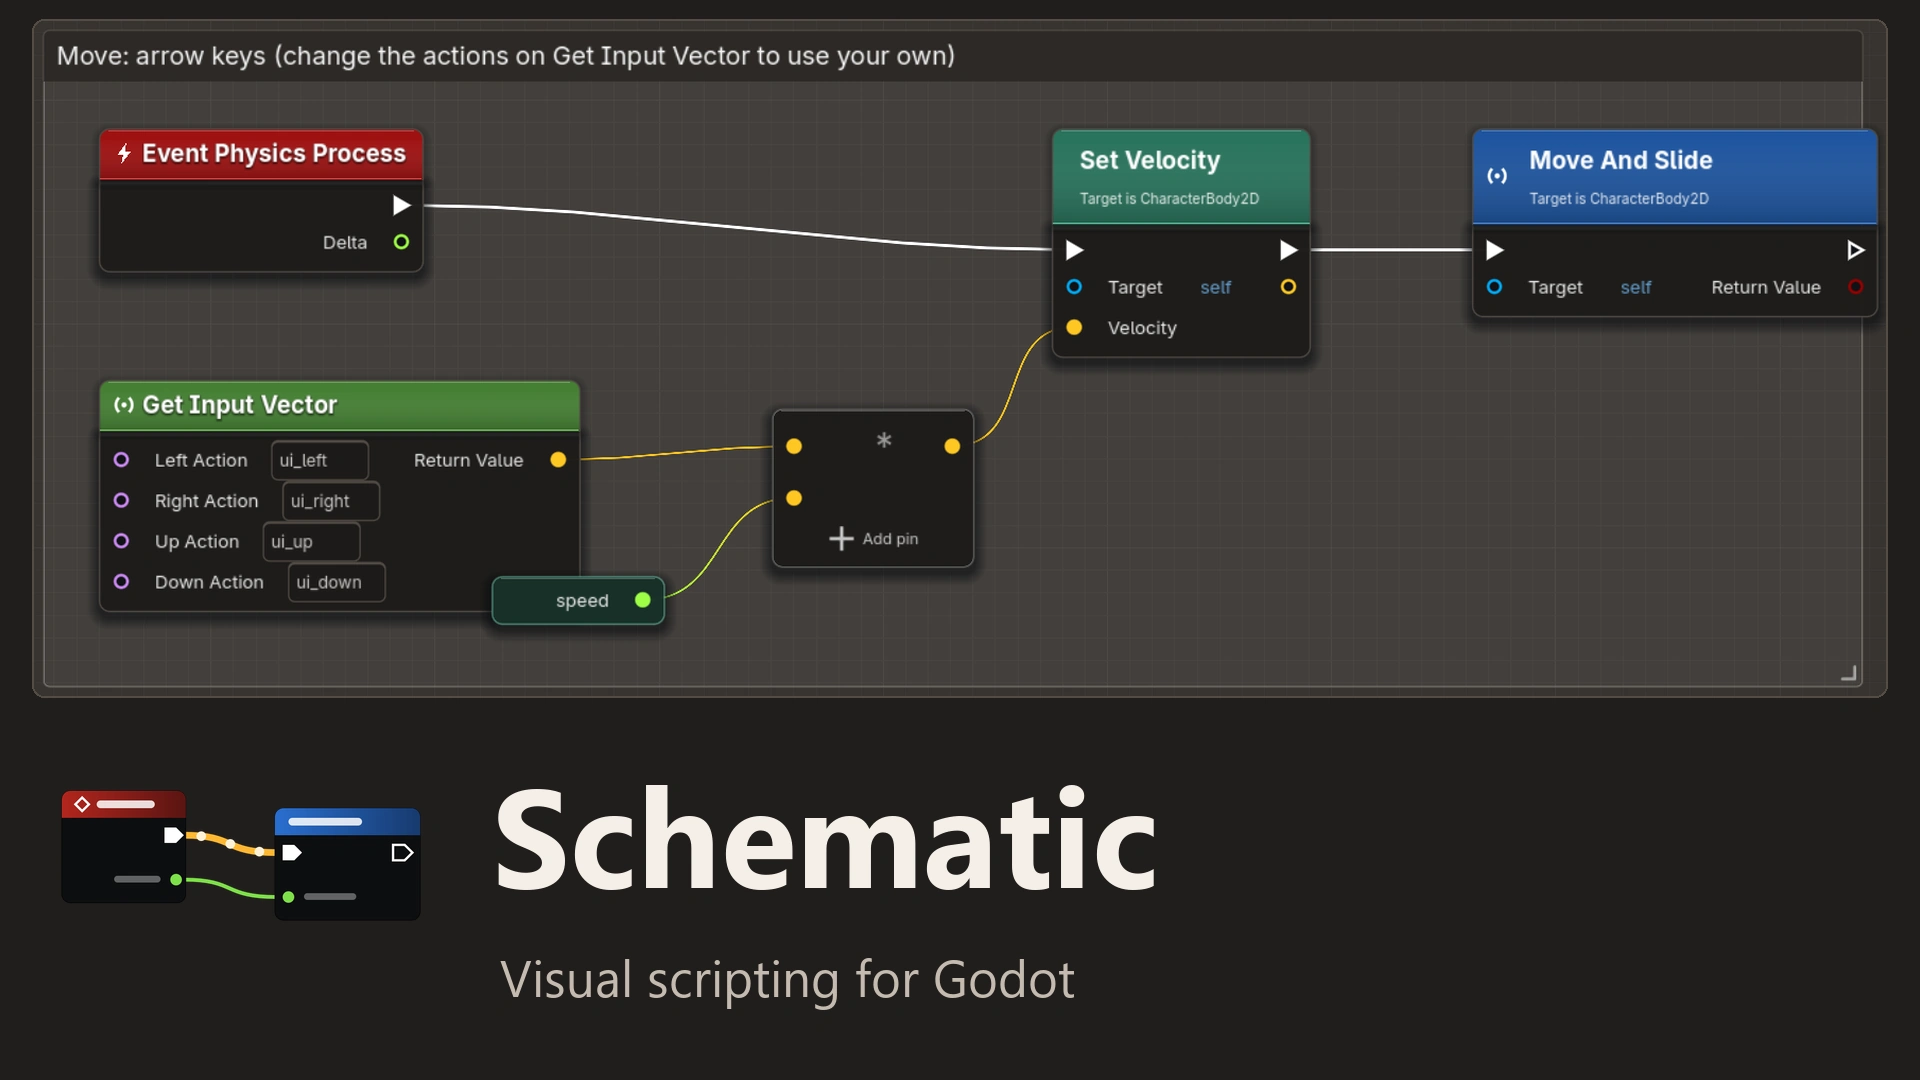 Move: arrow keys (change the actions on Get Input Vector to use your own)
Event Physics Process
Delta
Set Velocity
Target is CharacterBody2D
Target self
Velocity
Move And Slide
Target is CharacterBody2D
Target self Return Value
Get Input Vector
Left Action ui_left Return Value
Right Action ui_right
Up Action ui_up
Down Action ui_down
*
Add pin
speed
Schematic
Visual scripting for Godot